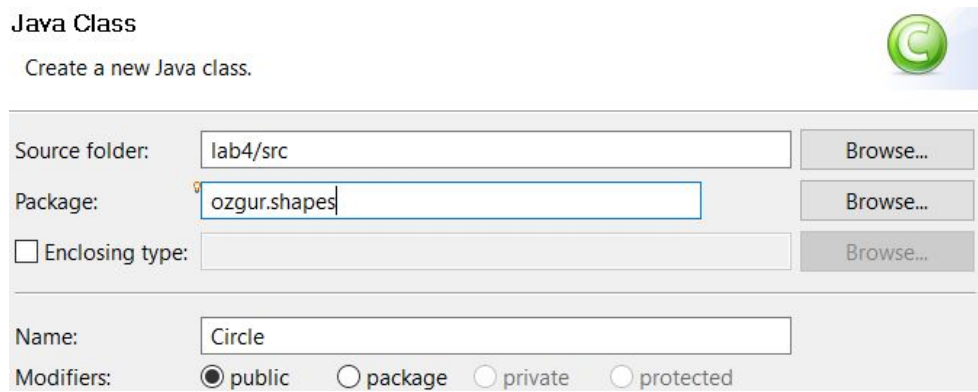 Java Class
Create a new Java class.
C
Source folder: lab4/src Browse...
Package: ozgur.shapes Browse...
Enclosing type: Browse...
Name: Circle
Modifiers: public package private protected